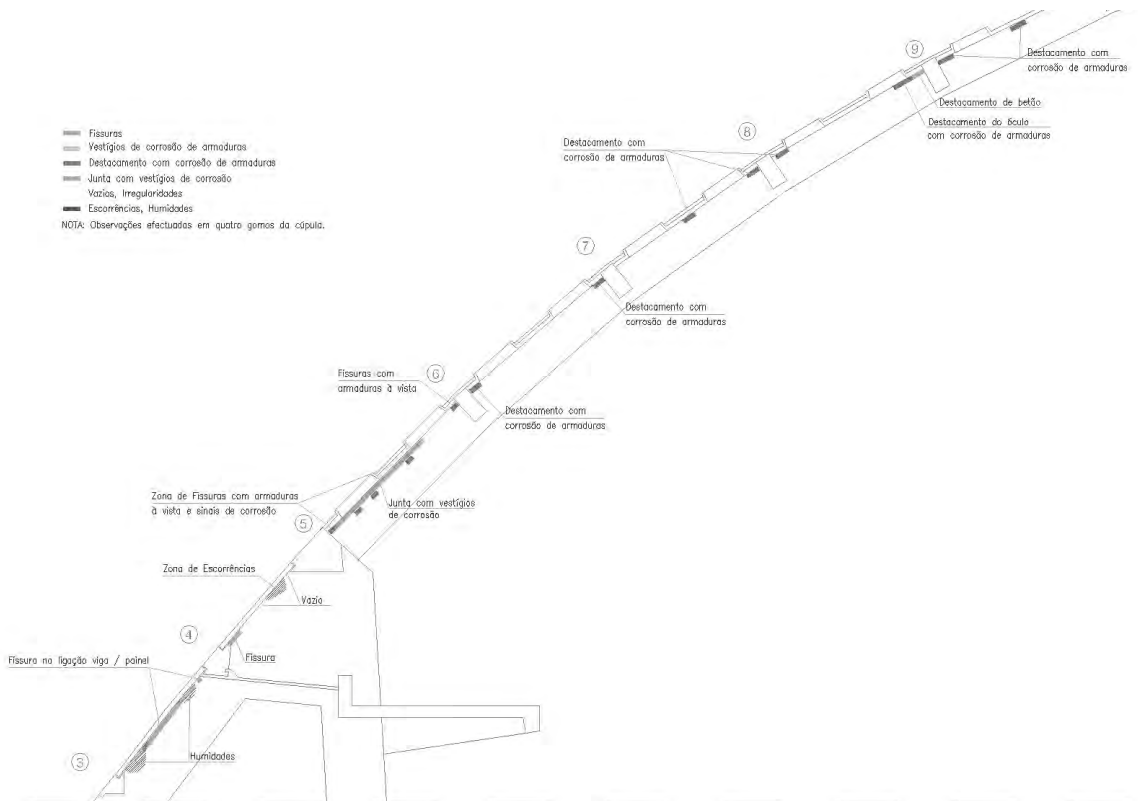 9
Destacamento com
corrosão de armaduras
Destacamento de betão
Destacamento do óculo
com corrosão de armaduras
8
Destacamento com
corrosão de armaduras
Fissuras
Vestígios de corrosão de armaduras
Destacamento com corrosão de armaduras
Junta com vestígios de corrosão
Vazios, Irregularidades
Escorrências, Humidades
NOTA: Observações efectuadas em quatro gomos da cúpula.
7
Destacamento com
corrosão de armaduras
6
Fissuras com
armaduras à vista
Destacamento com
corrosão de armaduras
Zona de Fissuras com armaduras
à vista e sinais de corrosão
5
Junta com vestígios
de corrosão
Zona de Escorrências
Vazio
4
Fissura na ligação viga / painel
Fissura
3
Humidades